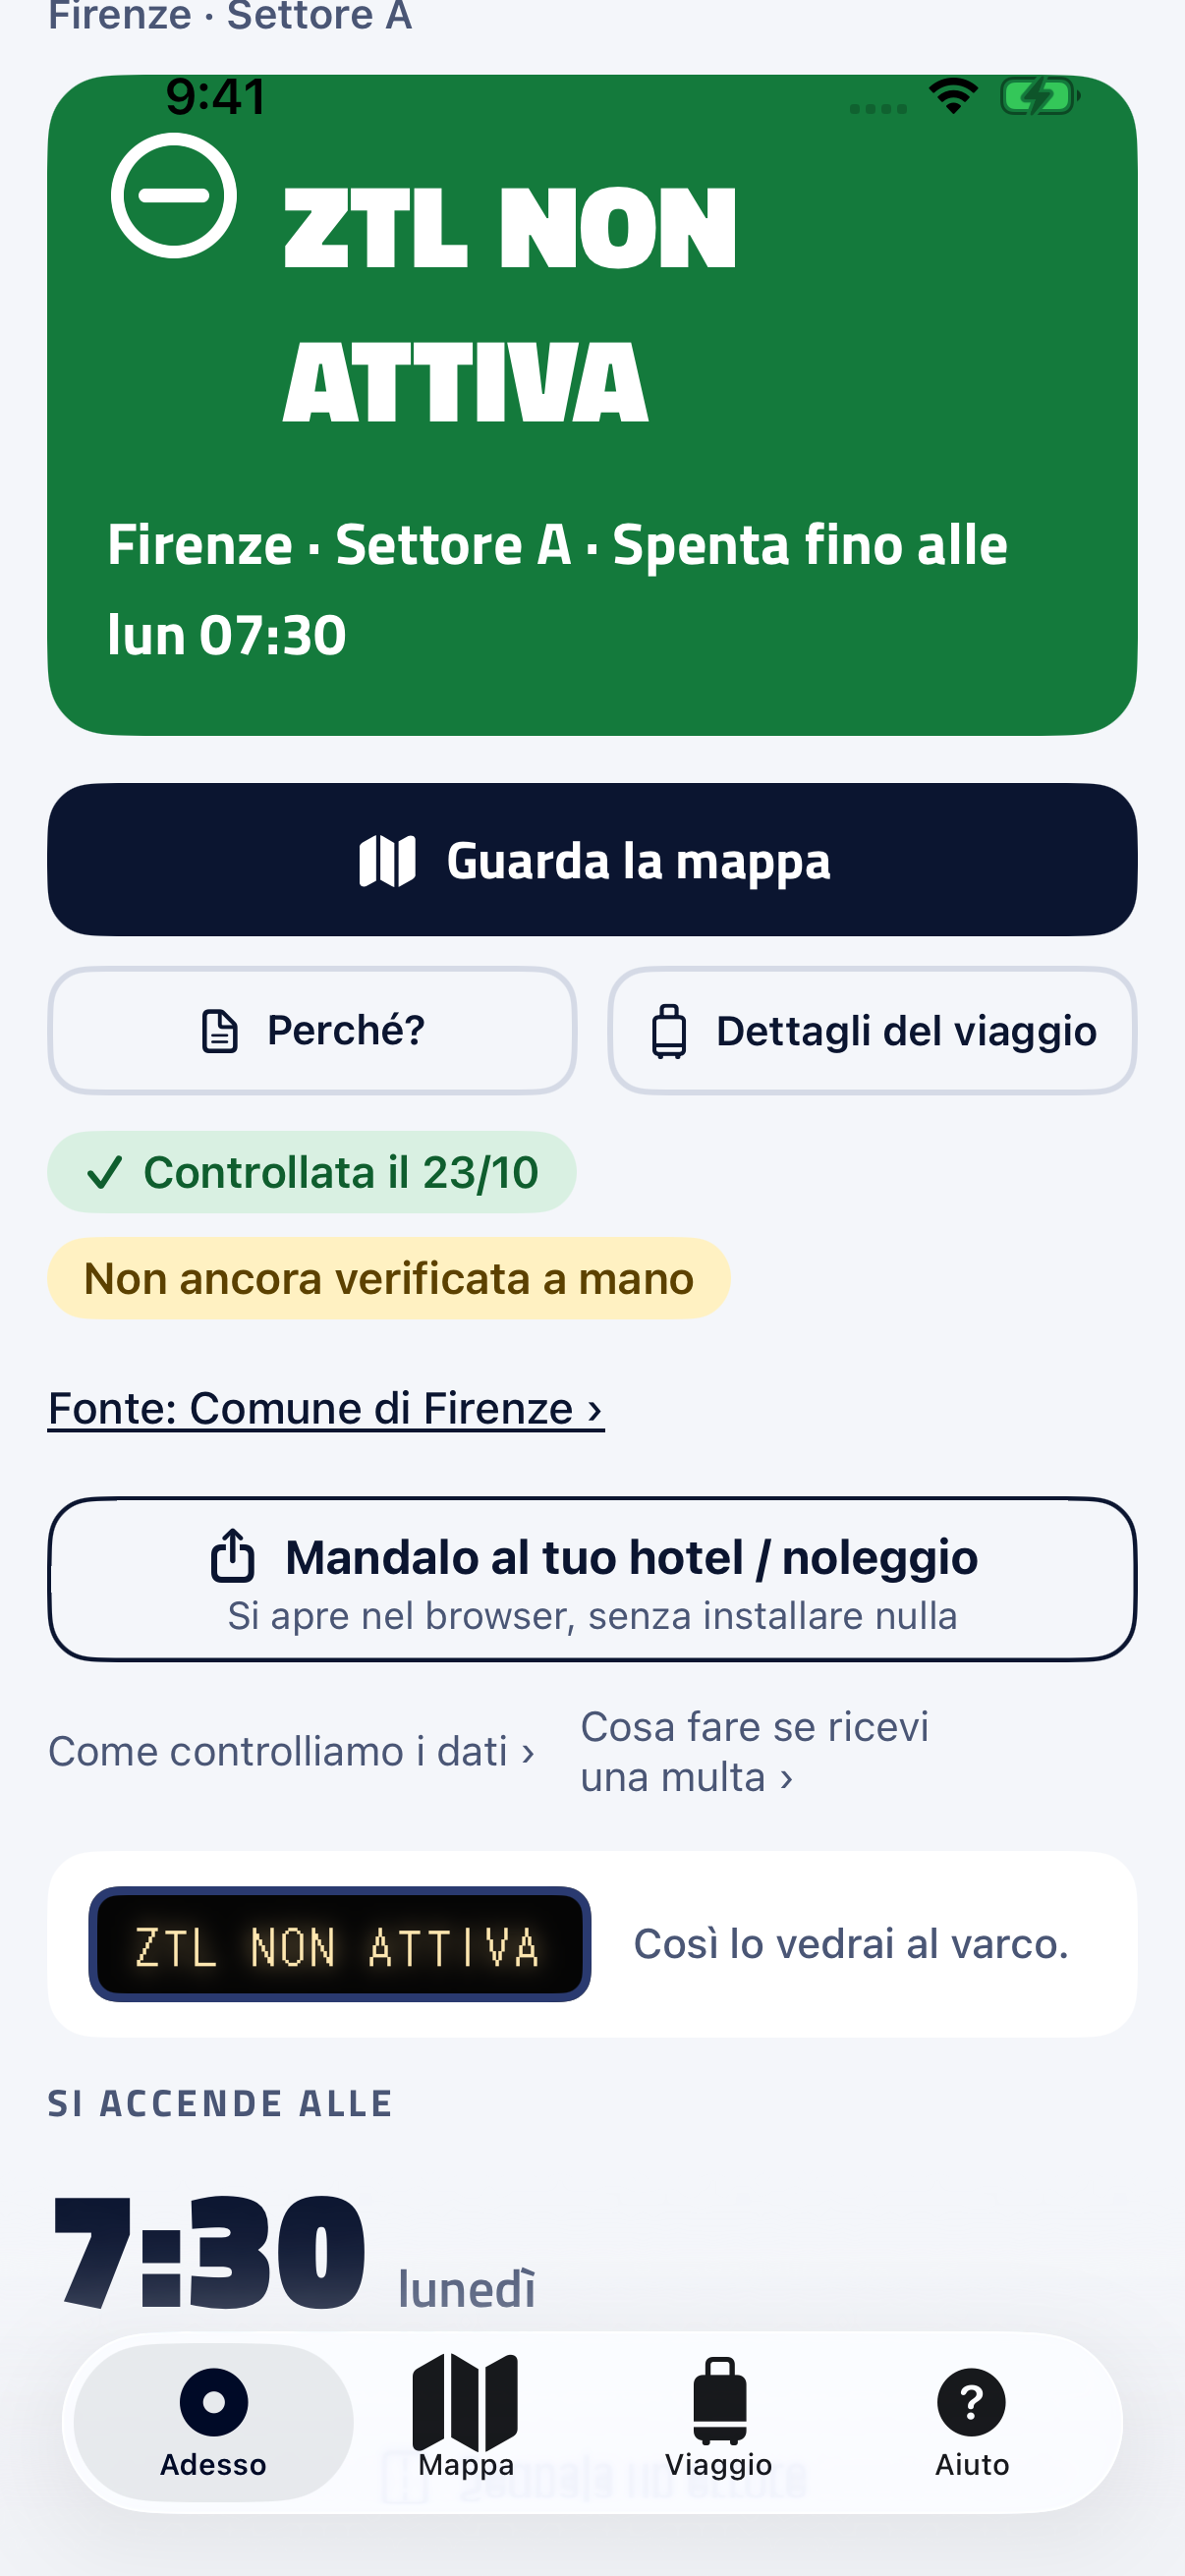 Firenze · Settore A
9:41
ZTL NON
ATTIVA
Firenze · Settore A · Spenta fino alle
lun 07:30
Guarda la mappa
Perché?
Dettagli del viaggio
Controllata il 23/10
Non ancora verificata a mano
Fonte: Comune di Firenze ›
Mandalo al tuo hotel / noleggio
Si apre nel browser, senza installare nulla
Come controlliamo i dati ›
Cosa fare se ricevi
una multa ›
ZTL NON ATTIVA
Così lo vedrai al varco.
SI ACCENDE ALLE
7:30 lunedì
Adesso
Mappa
Viaggio
Aiuto